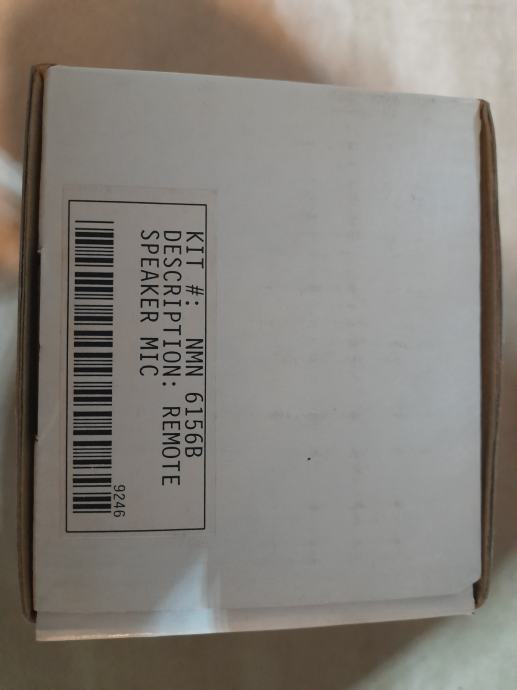 KIT #: NMN 6156B
DESCRIPTION: REMOTE
SPEAKER MIC
9246